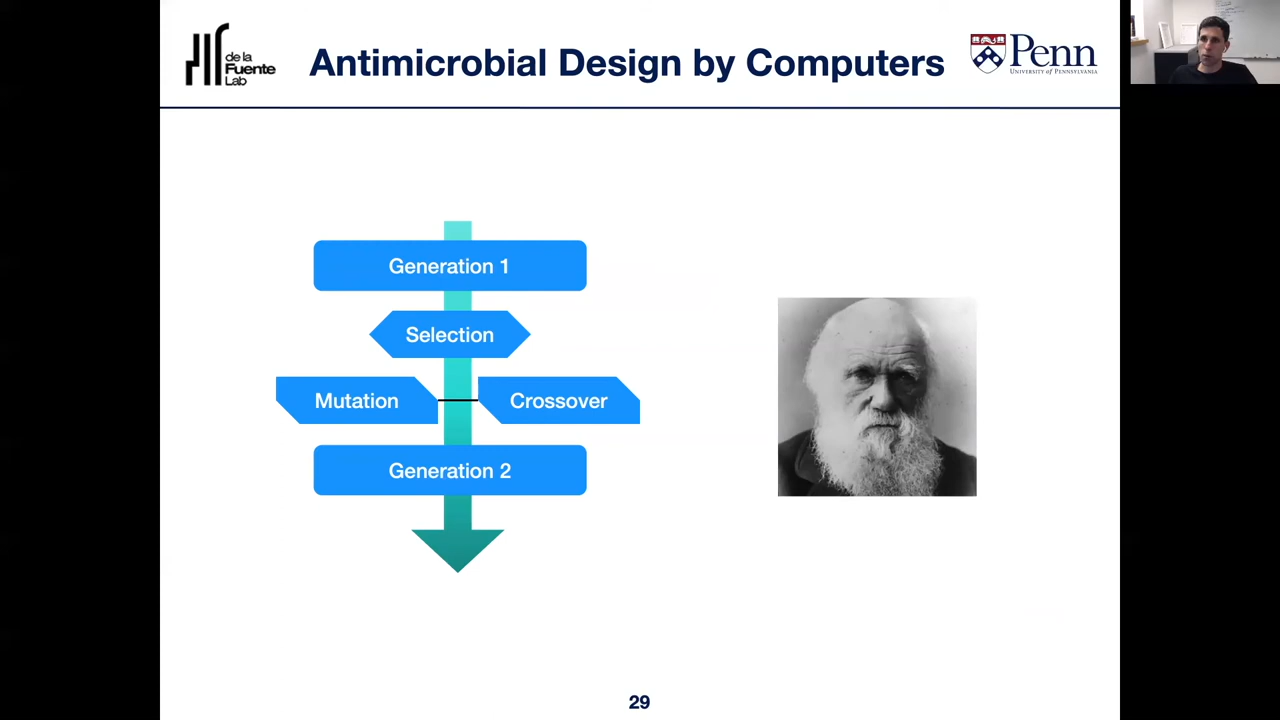 de la
Fuente
Lab
Antimicrobial Design by Computers
Penn
UNIVERSITY OF PENNSYLVANIA
Generation 1
Selection
Mutation
Crossover
Generation 2
29